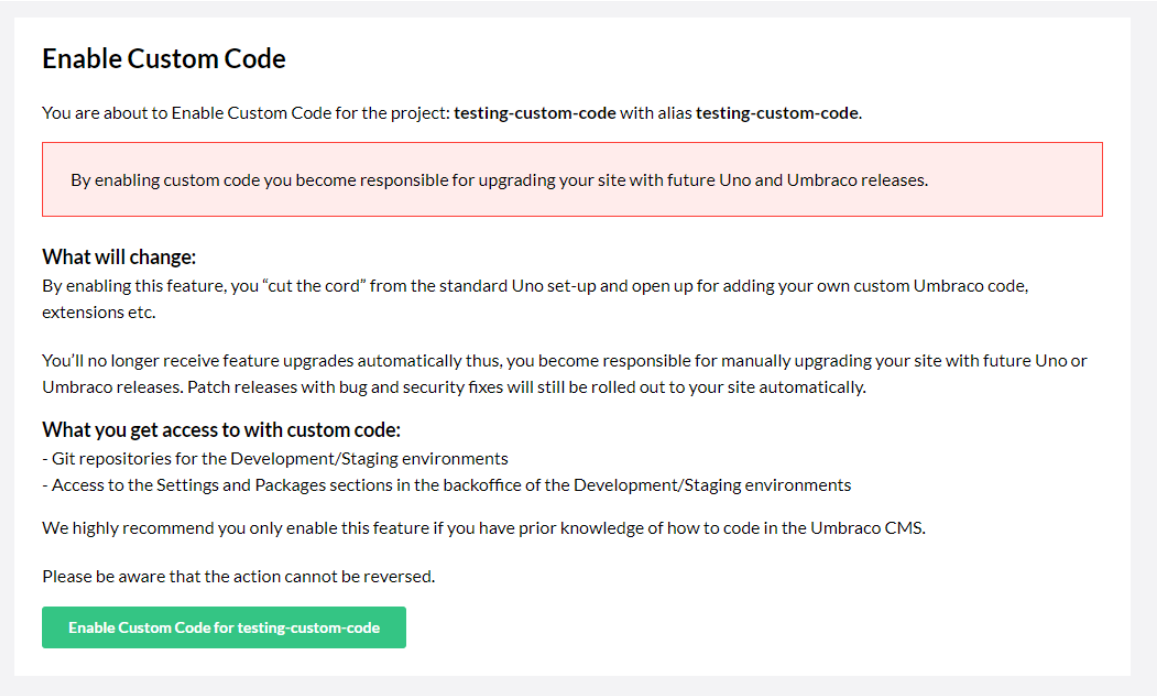 Enable Custom Code
You are about to Enable Custom Code for the project: testing-custom-code with alias testing-custom-code.
By enabling custom code you become responsible for upgrading your site with future Uno and Umbraco releases.
What will change:
By enabling this feature, you “cut the cord” from the standard Uno set-up and open up for adding your own custom Umbraco code,
extensions etc.
You’ll no longer receive feature upgrades automatically thus, you become responsible for manually upgrading your site with future Uno or
Umbraco releases. Patch releases with bug and security fixes will still be rolled out to your site automatically.
What you get access to with custom code:
- Git repositories for the Development/Staging environments
- Access to the Settings and Packages sections in the backoffice of the Development/Staging environments
We highly recommend you only enable this feature if you have prior knowledge of how to code in the Umbraco CMS.
Please be aware that the action cannot be reversed.
Enable Custom Code for testing-custom-code